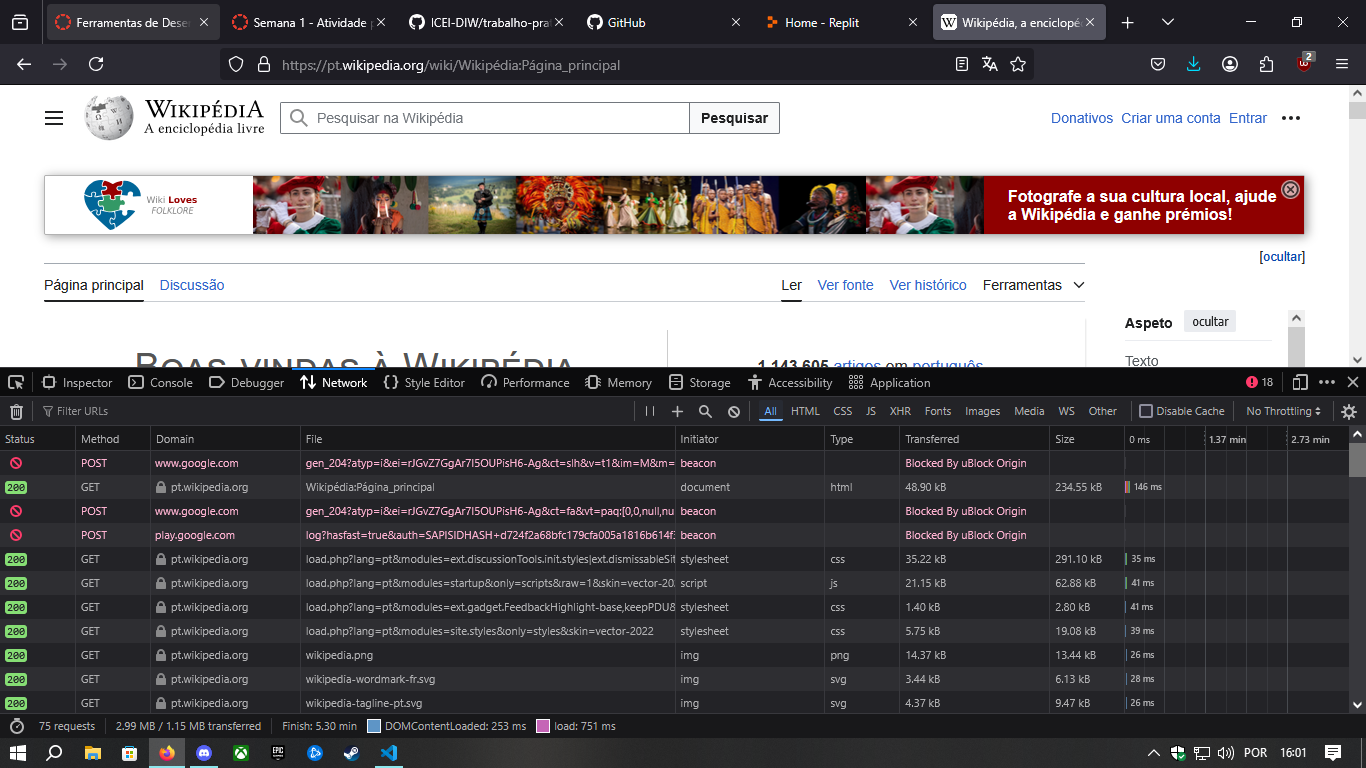 Ferramentas de Dese
Semana 1 - Atividade p
ICEI-DIW/trabalho-pra
GitHub
Home - Replit
Wikipédia, a enciclopéd
https://pt.wikipedia.org/wiki/Wikipédia:Página_principal
2
WIKIPÉDIA
A enciclopédia livre
Pesquisar na Wikipédia
Pesquisar
Donativos Criar uma conta Entrar
Wiki Loves
FOLKLORE
Fotografe a sua cultura local, ajude
a Wikipédia e ganhe prémios!
[ocultar]
Página principal Discussão Ler Ver fonte Ver histórico Ferramentas
Aspeto ocultar
Texto
Boas-vindas à Wikipédia
1 143 605 artigos em português
Inspector Console Debugger Network Style Editor Performance Memory Storage Accessibility Application 18
Filter URLs All HTML CSS JS XHR Fonts Images Media WS Other Disable Cache No Throttling
Status Method Domain File Initiator Type Transferred Size 0 ms 1.37 min 2.73 min
POST www.google.com gen_204?atyp=i&ei=rJGvZ7GgAr7I5OUPisH6-Ag&ct=slh&v=t1&im=M&m= beacon Blocked By uBlock Origin
200 GET pt.wikipedia.org Wikipédia:Página_principal document html 48.90 kB 234.55 kB 146 ms
POST www.google.com gen_204?atyp=i&ei=rJGvZ7GgAr7I5OUPisH6-Ag&ct=fa&vt=paq:[0,0,null,nu beacon Blocked By uBlock Origin
POST play.google.com log?hasfast=true&auth=SAPISIDHASH+d724f2a68bfc179cfa005a1816b614f3 beacon Blocked By uBlock Origin
200 GET pt.wikipedia.org load.php?lang=pt&modules=ext.discussionTools.init.styles|ext.dismissableSit stylesheet css 35.22 kB 291.10 kB 35 ms
200 GET pt.wikipedia.org load.php?lang=pt&modules=startup&only=scripts&raw=1&skin=vector-20 script js 21.15 kB 62.88 kB 41 ms
200 GET pt.wikipedia.org load.php?lang=pt&modules=ext.gadget.FeedbackHighlight-base,keepPDU& stylesheet css 1.40 kB 2.80 kB 41 ms
200 GET pt.wikipedia.org load.php?lang=pt&modules=site.styles&only=styles&skin=vector-2022 stylesheet css 5.75 kB 19.08 kB 39 ms
200 GET pt.wikipedia.org wikipedia.png img png 14.37 kB 13.44 kB 26 ms
200 GET pt.wikipedia.org wikipedia-wordmark-fr.svg img svg 3.44 kB 6.13 kB 28 ms
200 GET pt.wikipedia.org wikipedia-tagline-pt.svg img svg 4.37 kB 9.47 kB 26 ms
75 requests 2.99 MB / 1.15 MB transferred Finish: 5.30 min DOMContentLoaded: 253 ms load: 751 ms
EPIC
POR 16:01